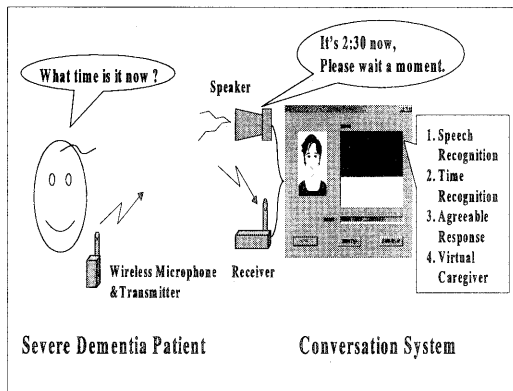 It's 2:30 now,
Please wait a moment.
What time is it now ?
Speaker
1. Speech
Recognition
2. Time
Recognition
3. Agreeable
Response
4. Virtual
Caregiver
Wireless Microphone
&Transmitter
Receiver
Severe Dementia Patient
Conversation System